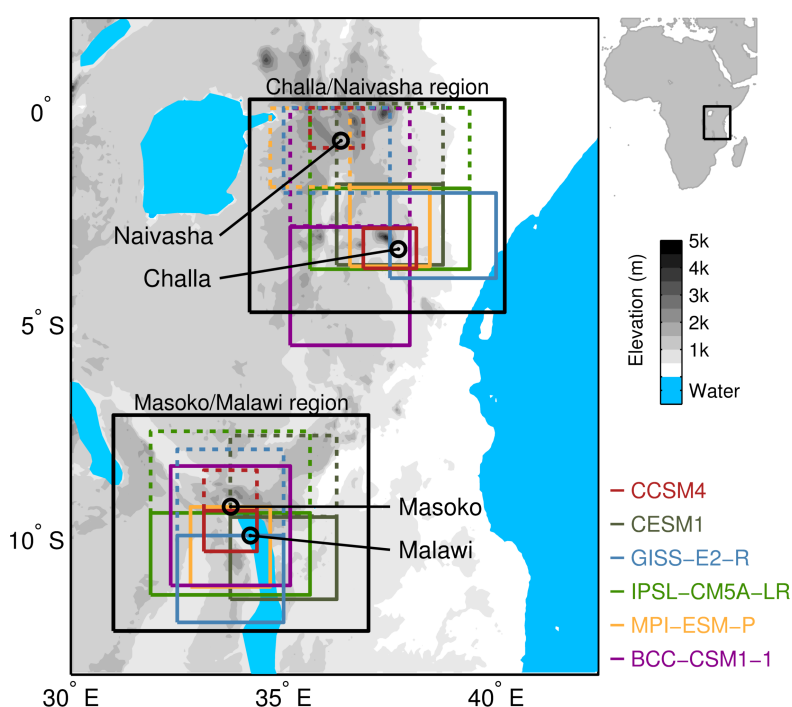 Challa/Naivasha region
0°
Naivasha
Challa
5° S
Masoko/Malawi region
Masoko
10° S
Malawi
30° E
35° E
40° E
Elevation (m)
5k
4k
3k
2k
1k
Water
CCSM4
CESM1
GISS−E2−R
IPSL−CM5A−LR
MPI−ESM−P
BCC−CSM1−1